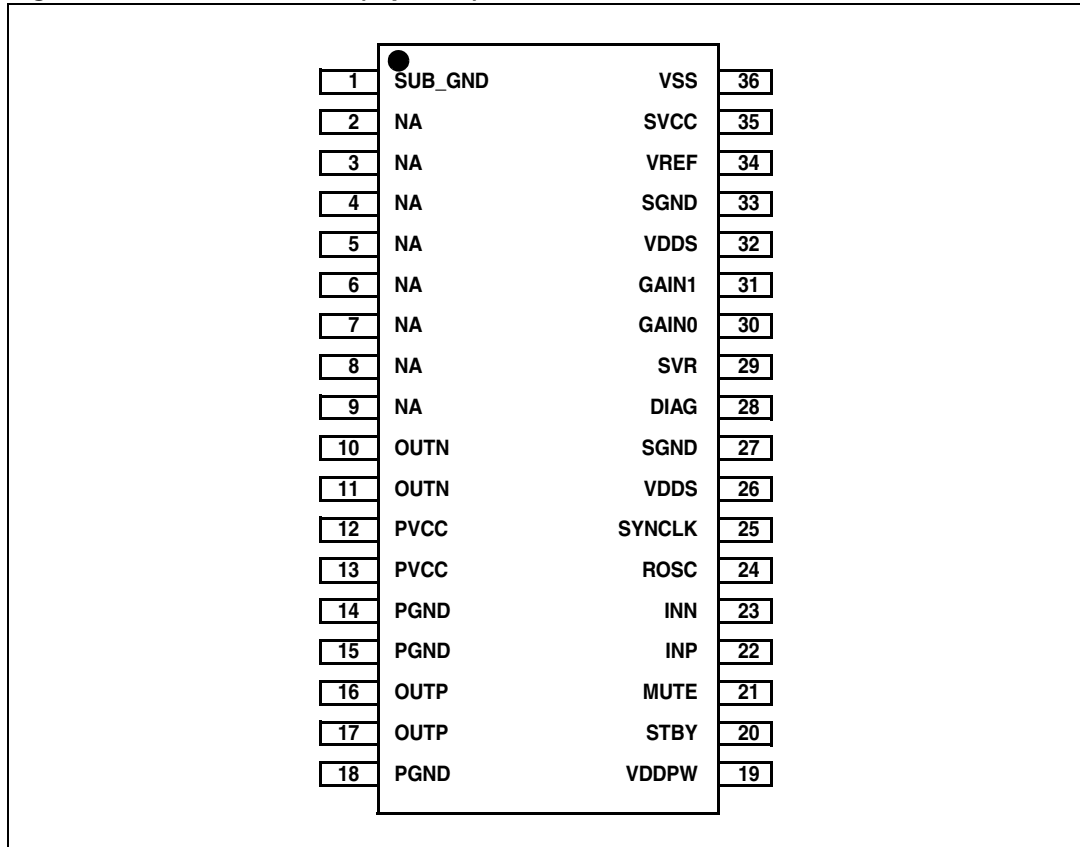 1 SUB_GND VSS 36
2 NA SVCC 35
3 NA VREF 34
4 NA SGND 33
5 NA VDDS 32
6 NA GAIN1 31
7 NA GAIN0 30
8 NA SVR 29
9 NA DIAG 28
10 OUTN SGND 27
11 OUTN VDDS 26
12 PVCC SYNCLK 25
13 PVCC ROSC 24
14 PGND INN 23
15 PGND INP 22
16 OUTP MUTE 21
17 OUTP STBY 20
18 PGND VDDPW 19